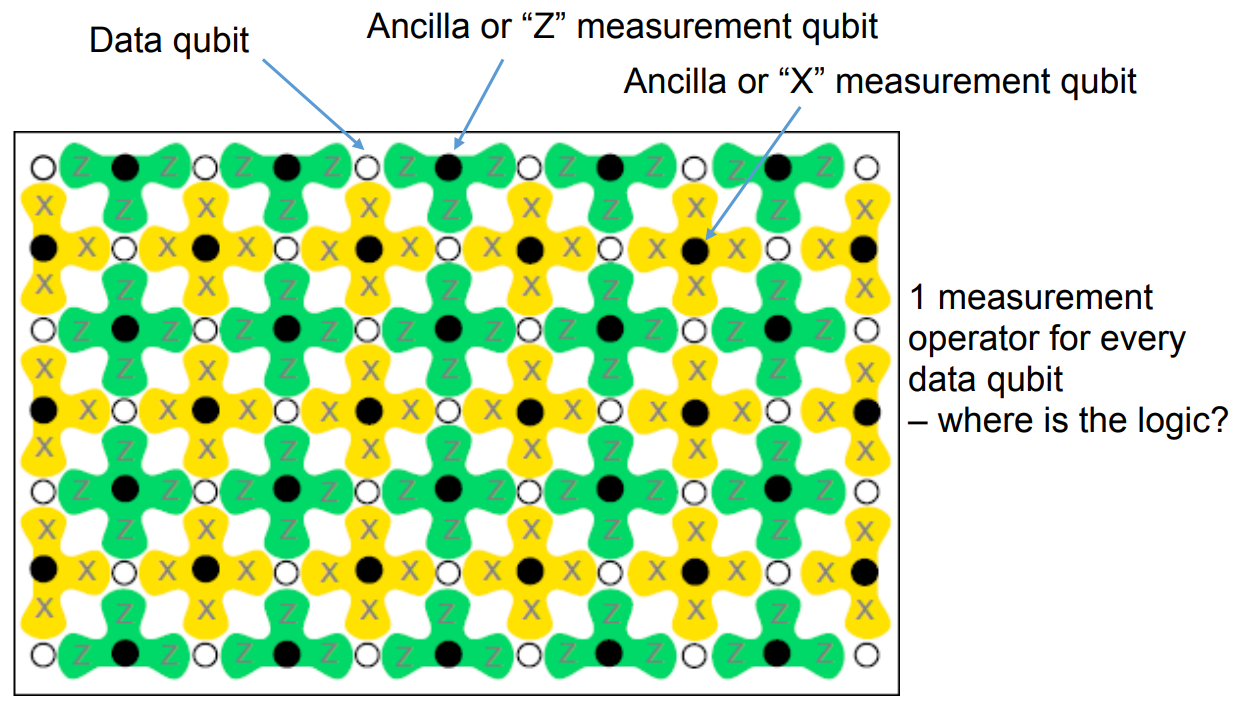 Data qubit
Ancilla or “Z” measurement qubit
Ancilla or “X” measurement qubit
Z Z Z Z Z Z Z Z Z Z
X Z X Z X Z X Z X Z X
X X X X X X X X X X
X Z X Z X Z X Z X Z X
Z Z Z Z Z Z Z Z Z Z
X Z X Z X Z X Z X Z X
X X X X X X X X X X
X Z X Z X Z X Z X Z X
Z Z Z Z Z Z Z Z Z Z
X Z X Z X Z X Z X Z X
X X X X X X X X X X
X Z X Z X Z X Z X Z X
Z Z Z Z Z Z Z Z Z Z
1 measurement
operator for every
data qubit
– where is the logic?